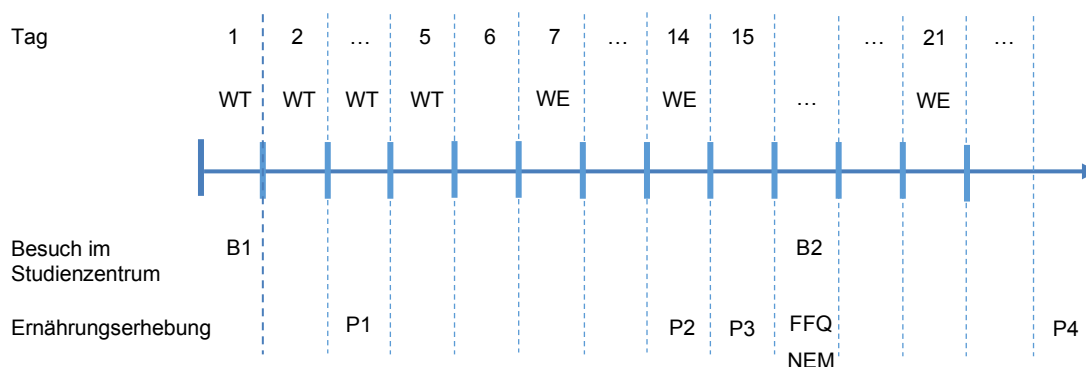 Tag 1 2 … 5 6 7 … 14 15 … 21 …
WT WT WT WT WE WE … WE
Besuch im
Studienzentrum B1 B2
Ernährungserhebung P1 P2 P3 FFQ P4
NEM